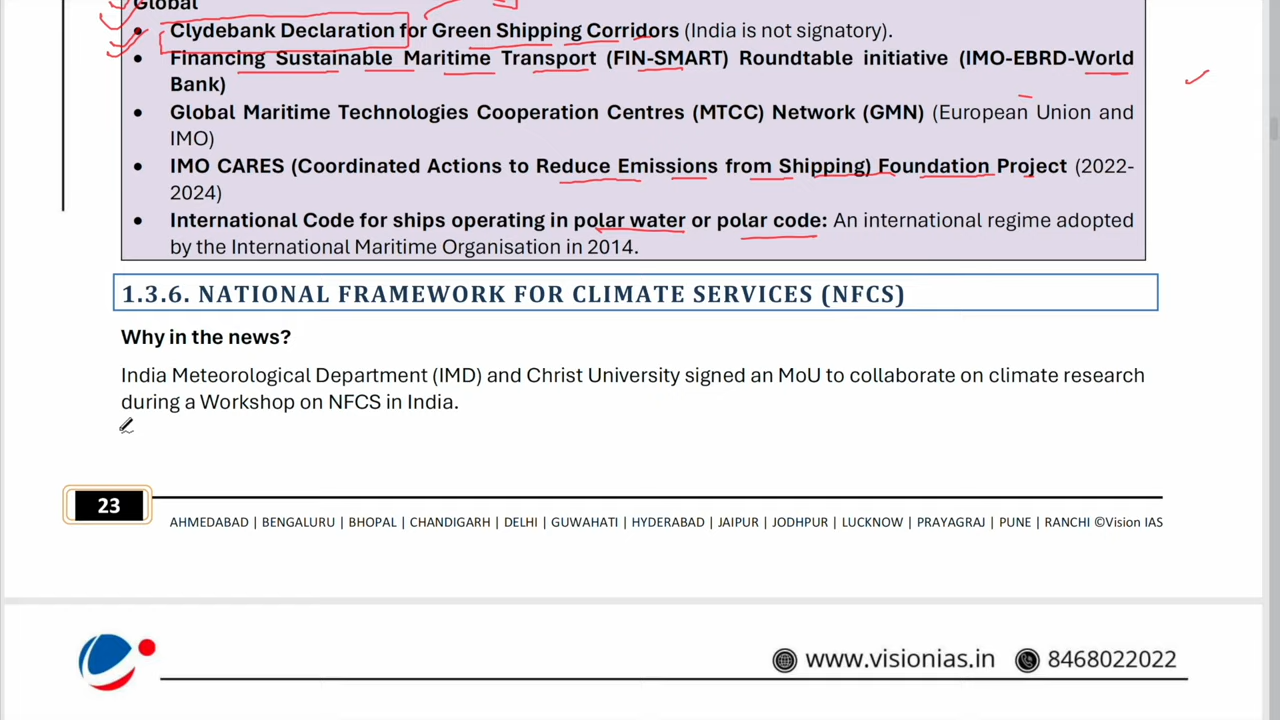 Global
• Clydebank Declaration for Green Shipping Corridors (India is not signatory).
• Financing Sustainable Maritime Transport (FIN-SMART) Roundtable initiative (IMO-EBRD-World
Bank)
• Global Maritime Technologies Cooperation Centres (MTCC) Network (GMN) (European Union and
IMO)
• IMO CARES (Coordinated Actions to Reduce Emissions from Shipping) Foundation Project (2022-
2024)
• International Code for ships operating in polar water or polar code: An international regime adopted
by the International Maritime Organisation in 2014.
1.3.6. NATIONAL FRAMEWORK FOR CLIMATE SERVICES (NFCS)
Why in the news?
India Meteorological Department (IMD) and Christ University signed an MoU to collaborate on climate research
during a Workshop on NFCS in India.
23
AHMEDABAD | BENGALURU | BHOPAL | CHANDIGARH | DELHI | GUWAHATI | HYDERABAD | JAIPUR | JODHPUR | LUCKNOW | PRAYAGRAJ | PUNE | RANCHI ©Vision IAS
www.visionias.in 8468022022